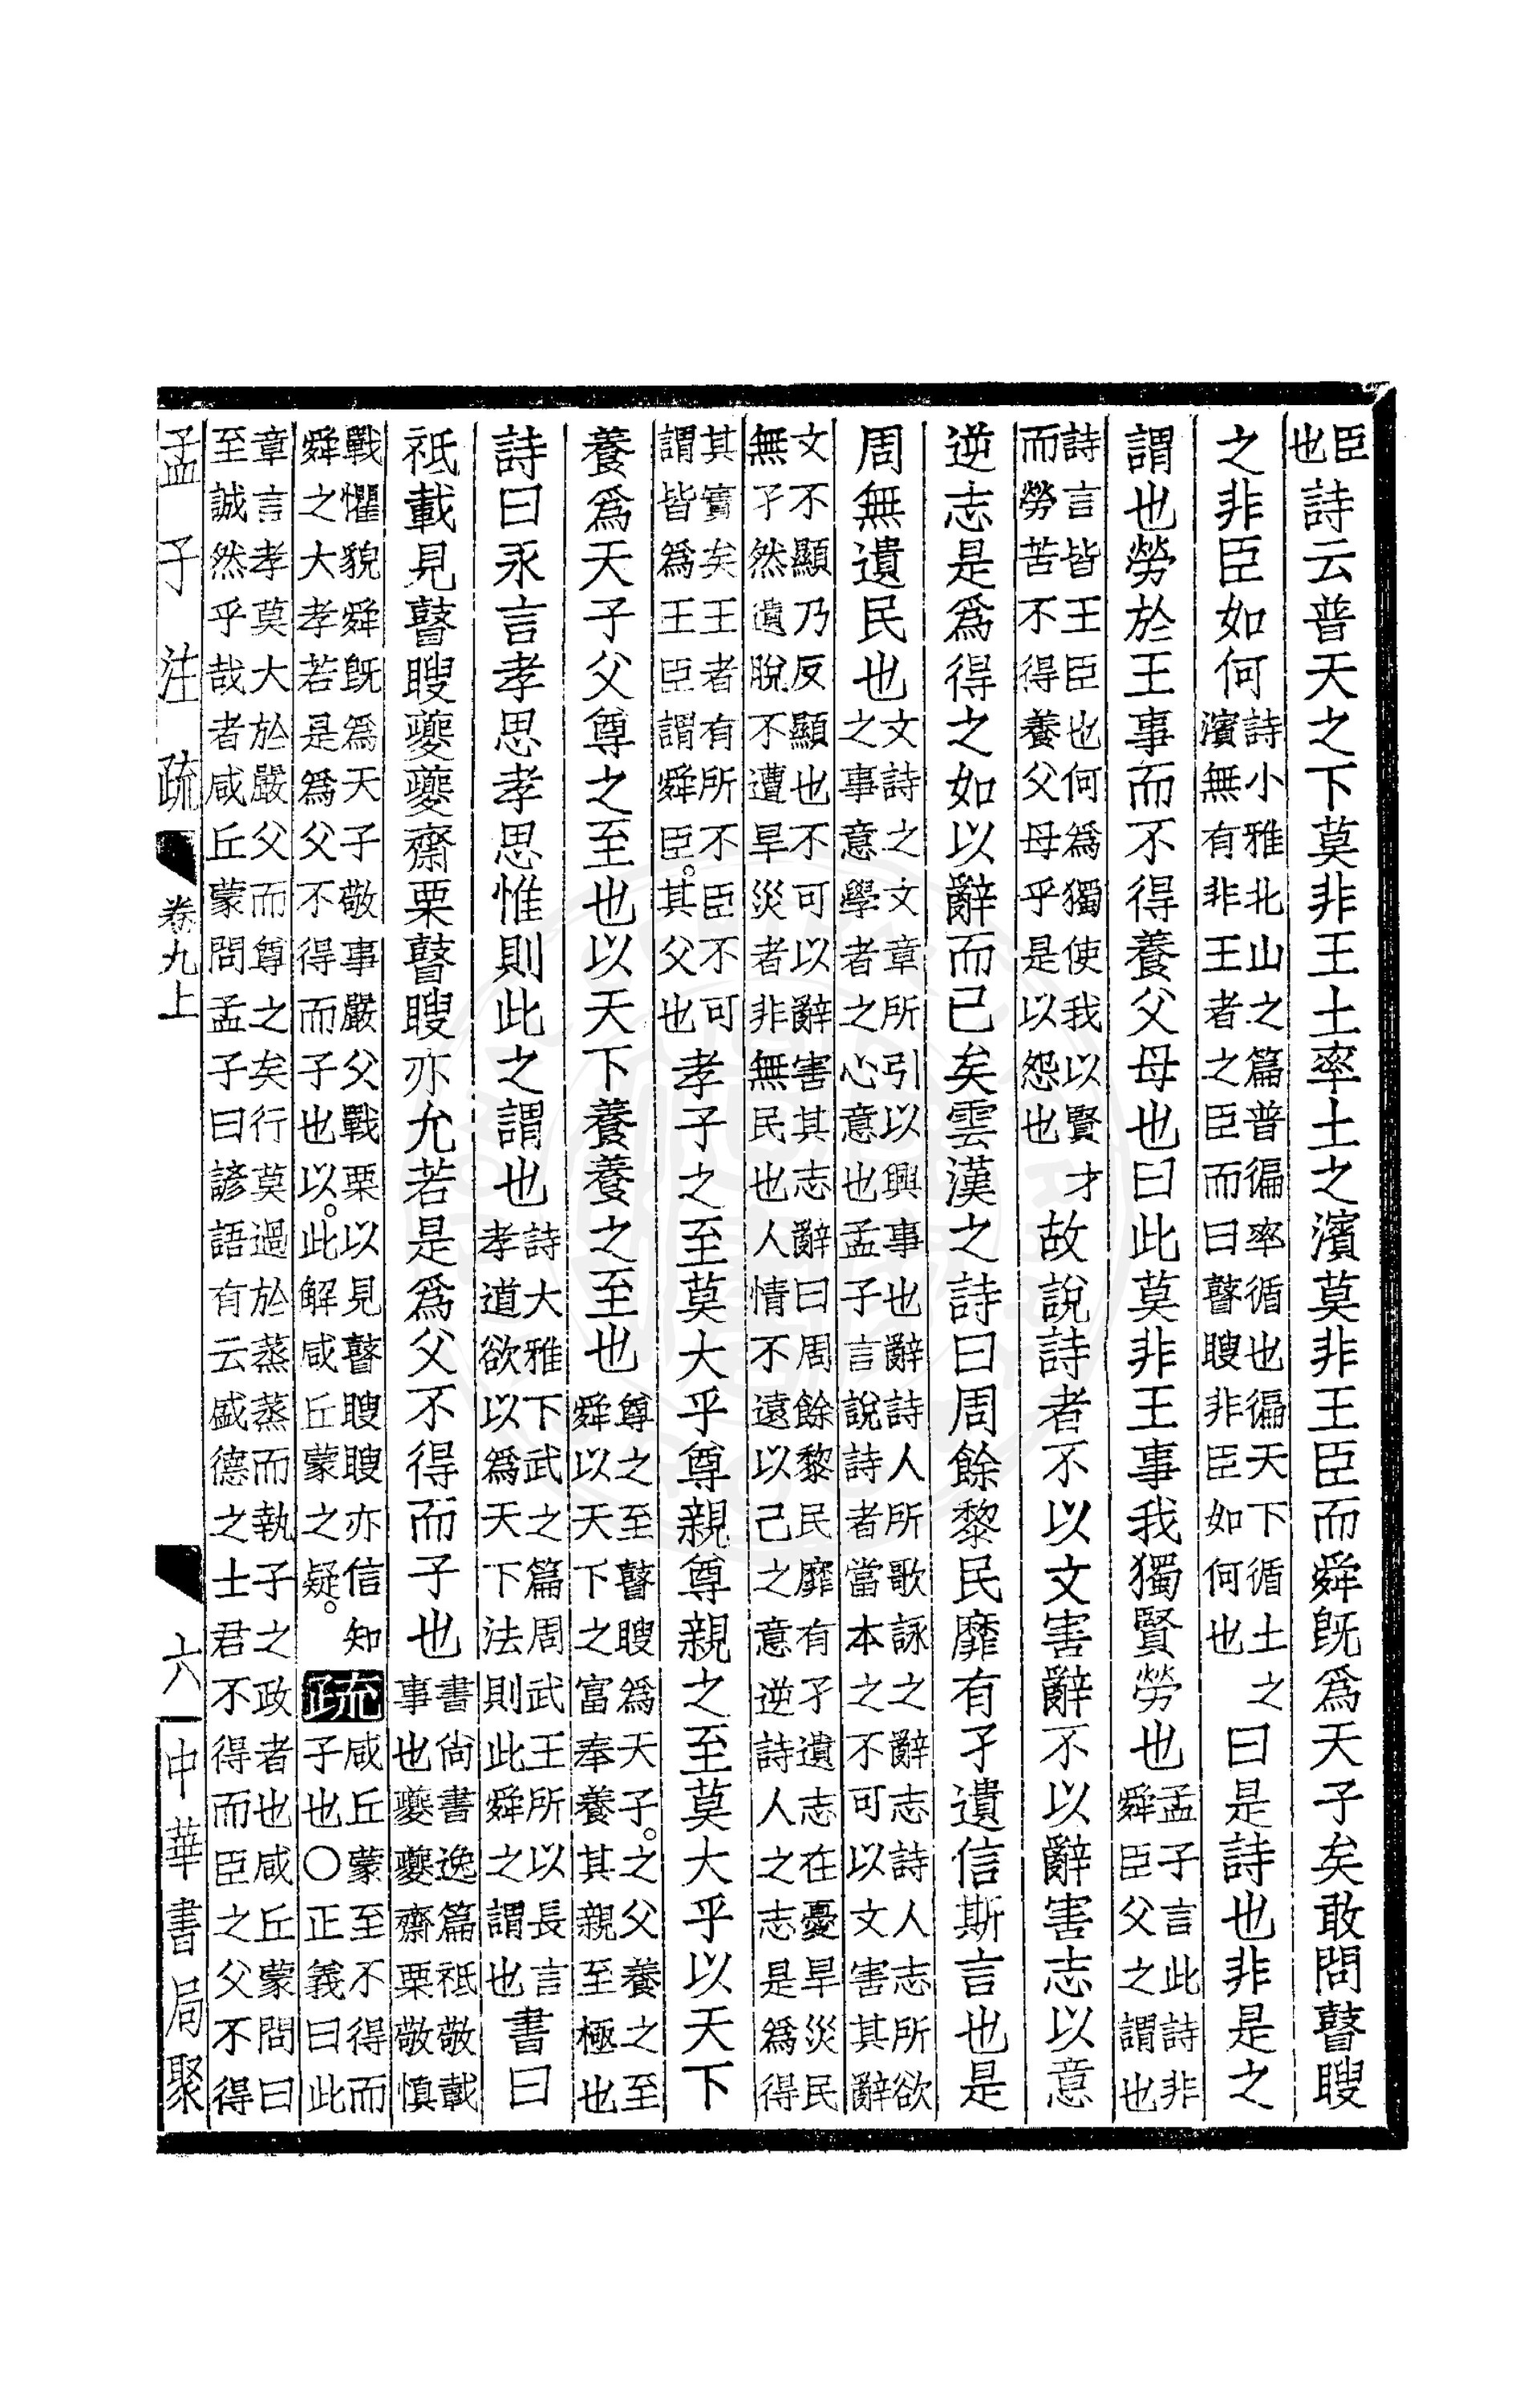 臣也詩云普天之下莫非王土率土之濱莫非王臣而舜旣爲天子矣敢問瞽瞍
之非臣如何詩小雅北山之篇普徧率循也徧天下循土之濱無有非王者之臣而曰瞽瞍非臣如何也曰是詩也非是之
謂也勞於王事而不得養父母也曰此莫非王事我獨賢勞也孟子言此詩非舜臣父之謂也
詩言皆王臣也何爲獨使我以賢才而勞苦不得養父母乎是以怨也故說詩者不以文害辭不以辭害志以意
逆志是爲得之如以辭而已矣雲漢之詩曰周餘黎民靡有孑遺信斯言也是
周無遺民也文詩之文章所引以興事也辭詩人所歌詠之辭志詩人志所欲之事意學者之心意也孟子言說詩者當本之不可以文害其辭
文不顯乃反顯也不可以辭害其志辭曰周餘黎民靡有孑遺志在憂旱災民無孑然遺脫不遭旱災者非無民也人情不遠以己之意逆詩人之志是爲得
其實矣王者有所不臣不可謂皆爲王臣謂舜臣。其父也孝子之至莫大乎尊親尊親之至莫大乎以天下
養爲天子父尊之至也以天下養養之至也尊之至瞽瞍爲天子。之父養之至舜以天下之富奉養其親至極也
詩曰永言孝思孝思惟則此之謂也詩大雅下武之篇周武王所以長言孝道欲以爲天下法則此舜之謂也書曰
祗載見瞽瞍夔夔齋栗瞽瞍亦允若是爲父不得而子也書尙書逸篇祗敬載事也夔夔齋栗敬慎
戰懼貌舜旣爲天子敬事嚴父戰栗以見瞽瞍瞍亦信知舜之大孝若是爲父不得而子也以。此解咸丘蒙之疑。疏咸丘蒙至不得而子也〇正義曰此
章言孝莫大於嚴父而尊之矣行莫過於蒸蒸而執子之政者也咸丘蒙問曰至誠然乎哉者咸丘蒙問孟子曰諺語有云盛德之士君不得而臣之父不得
孟子注疏 卷九上 六一 中華書局聚